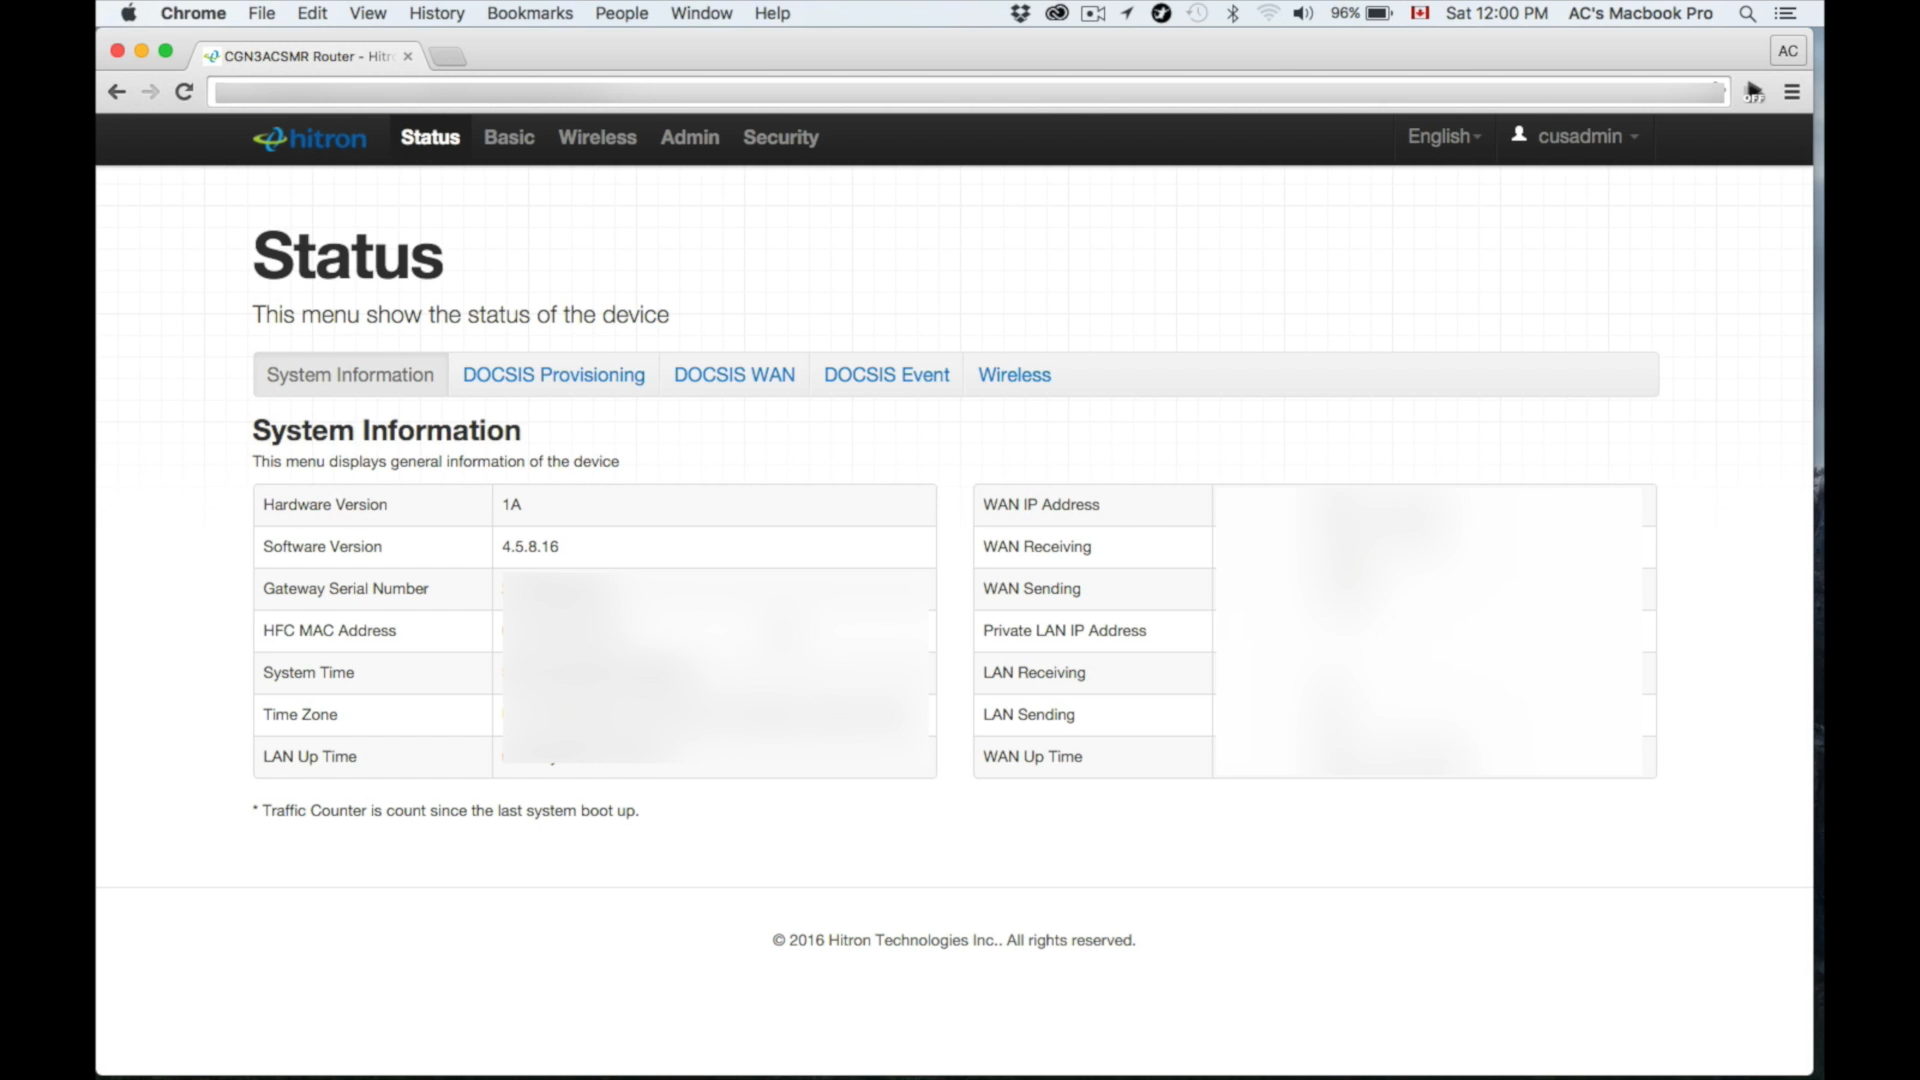 Chrome File Edit View History Bookmarks People Window Help 96% Sat 12:00 PM AC's Macbook Pro
CGN3ACSMR Router - Hitr AC
OFF
hitron Status Basic Wireless Admin Security English cusadmin
Status
This menu show the status of the device
System Information DOCSIS Provisioning DOCSIS WAN DOCSIS Event Wireless
System Information
This menu displays general information of the device
Hardware Version 1A WAN IP Address
Software Version 4.5.8.16 WAN Receiving
Gateway Serial Number WAN Sending
HFC MAC Address Private LAN IP Address
System Time LAN Receiving
Time Zone LAN Sending
LAN Up Time WAN Up Time
* Traffic Counter is count since the last system boot up.
© 2016 Hitron Technologies Inc.. All rights reserved.